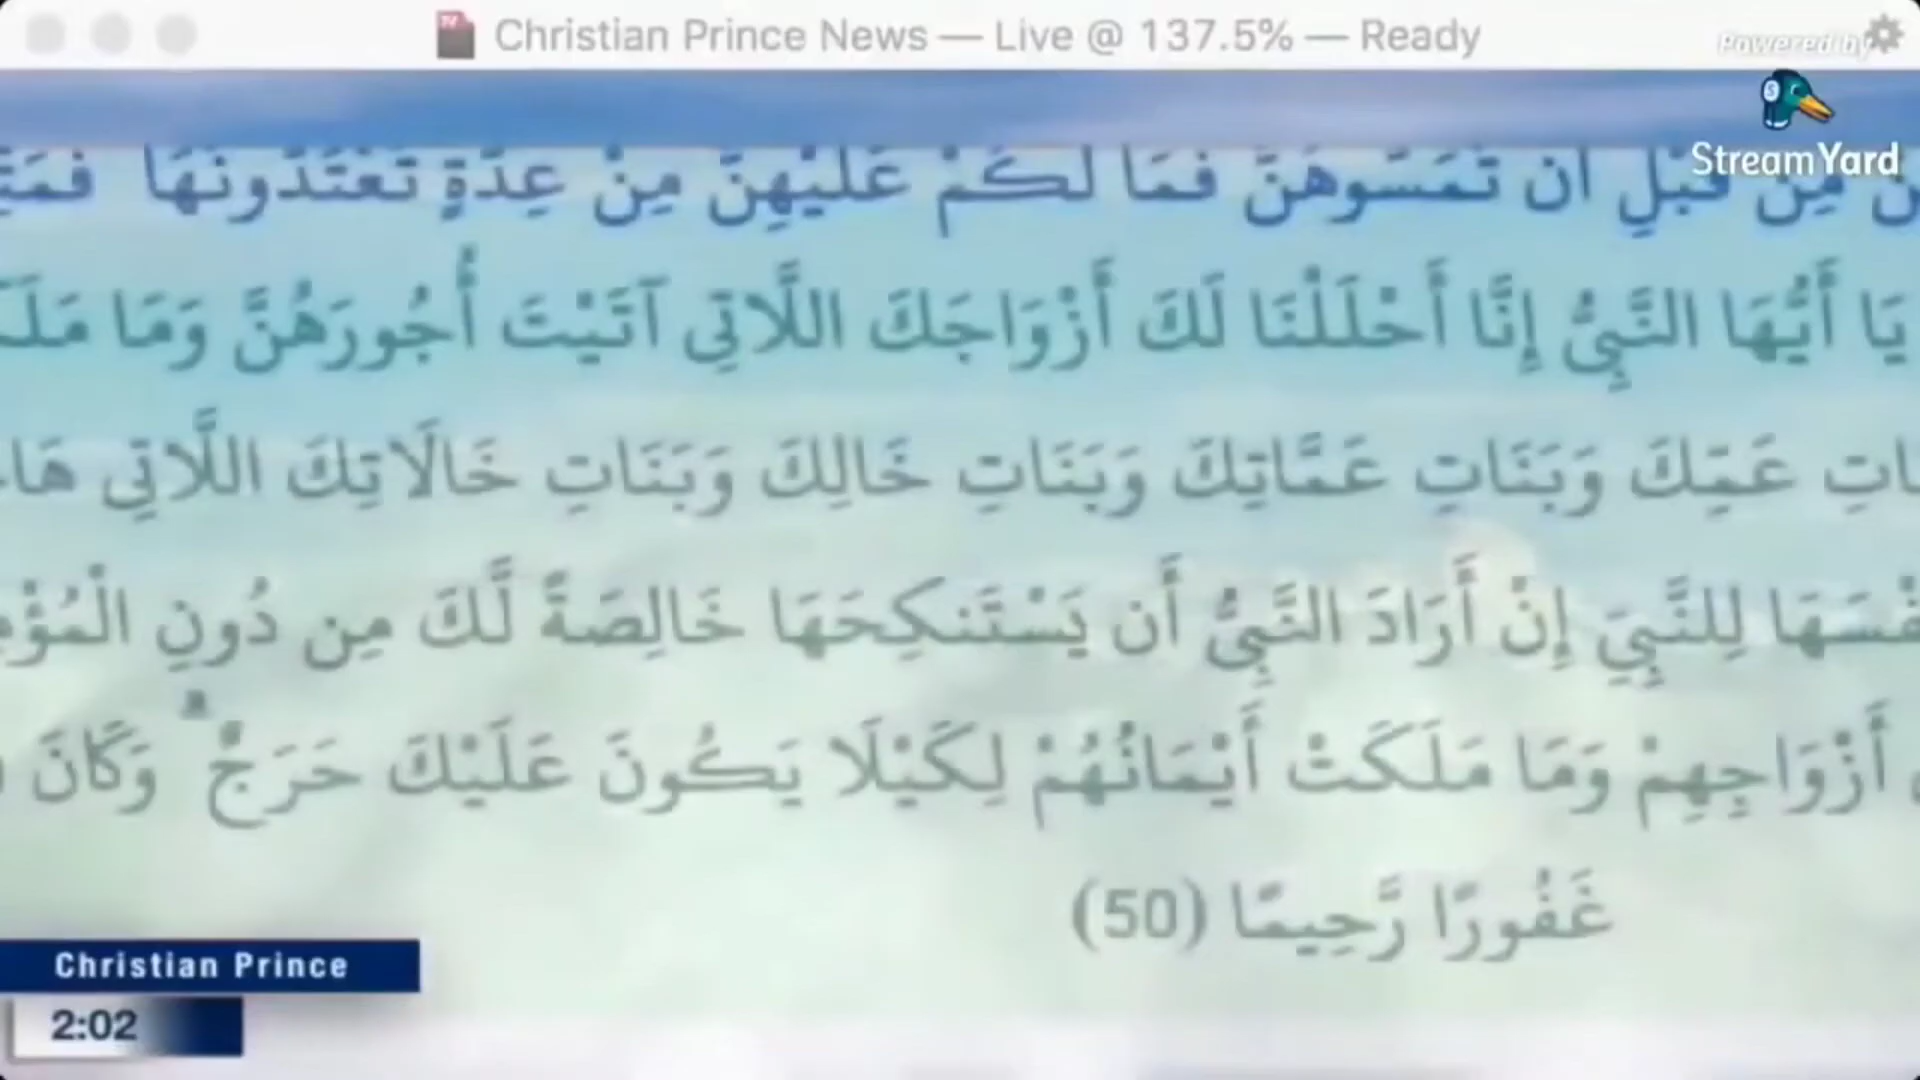 Christian Prince News — Live @ 137.5% — Ready
Powered by
StreamYard
مِن قَبْلِ أَن تَمَسُّوهُنَّ فَمَا لَكُمْ عَلَيْهِنَّ مِنْ عِدَّةٍ تَعْتَدُّونَهَا
يَا أَيُّهَا النَّبِيُّ إِنَّا أَحْلَلْنَا لَكَ أَزْوَاجَكَ اللَّاتِي آتَيْتَ أُجُورَهُنَّ وَمَا
عَمِّكَ وَبَنَاتِ عَمَّاتِكَ وَبَنَاتِ خَالِكَ وَبَنَاتِ خَالَاتِكَ اللَّاتِي
لِلنَّبِيِّ إِنْ أَرَادَ النَّبِيُّ أَن يَسْتَنكِحَهَا خَالِصَةً لَّكَ مِن دُونِ
أَزْوَاجِهِمْ وَمَا مَلَكَتْ أَيْمَانُهُمْ لِكَيْلَا يَكُونَ عَلَيْكَ حَرَجٌ ۗ وَكَانَ
غَفُورًا رَّحِيمًا (50)
Christian Prince
2:02